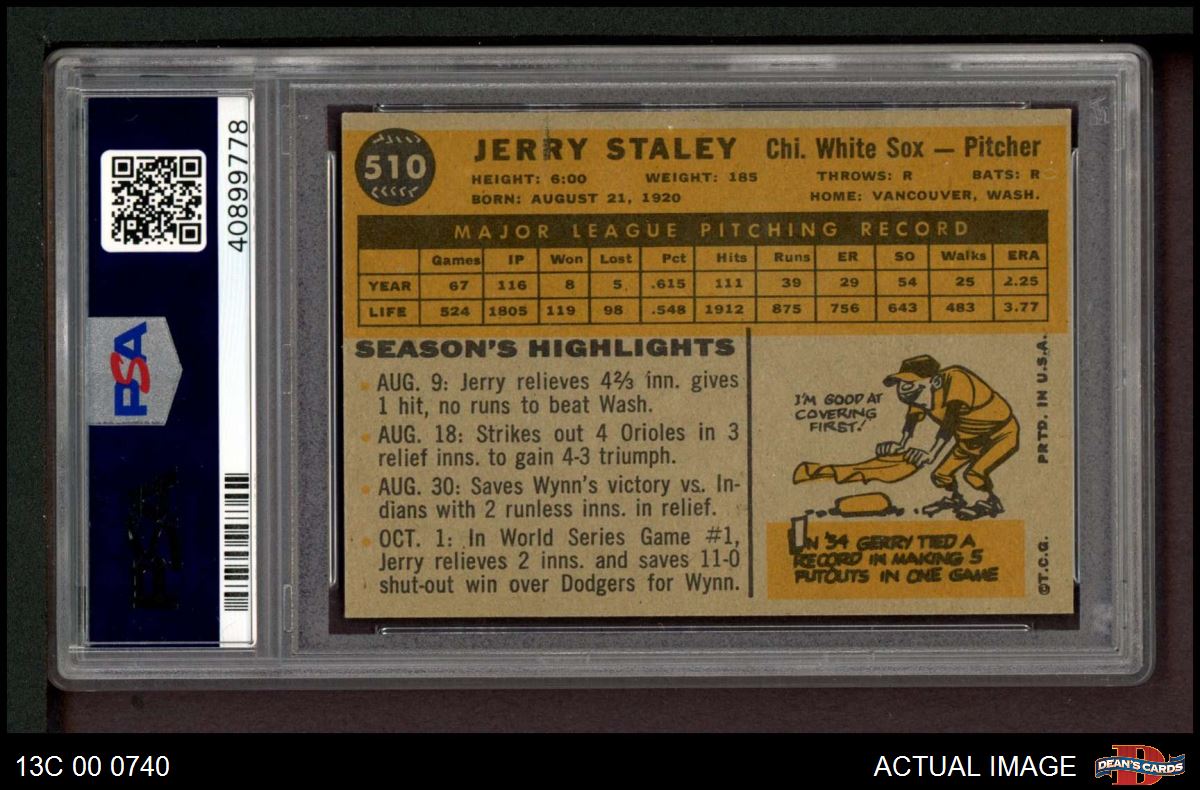 40899778
PSA
PSA
510
JERRY STALEY Chi. White Sox — Pitcher
HEIGHT: 6:00 WEIGHT: 185 THROWS: R BATS: R
BORN: AUGUST 21, 1920 HOME: VANCOUVER, WASH.
MAJOR LEAGUE PITCHING RECORD
Games IP Won Lost Pct Hits Runs ER SO Walks ERA
YEAR 67 116 8 5 .615 111 39 29 54 25 2.25
LIFE 524 1805 119 98 .548 1912 875 756 643 483 3.77
SEASON'S HIGHLIGHTS
AUG. 9: Jerry relieves 4⅔ inn. gives
1 hit, no runs to beat Wash.
AUG. 18: Strikes out 4 Orioles in 3
relief inns. to gain 4-3 triumph.
AUG. 30: Saves Wynn's victory vs. In-
dians with 2 runless inns. in relief.
OCT. 1: In World Series Game #1,
Jerry relieves 2 inns. and saves 11-0
shut-out win over Dodgers for Wynn.
I'M GOOD AT
COVERING
FIRST!
IN '54 GERRY TIED A
RECORD IN MAKING 5
PUTOUTS IN ONE GAME
©T.C.G. PRTD. IN U.S.A.
13C 00 0740
ACTUAL IMAGE
D
DEAN'S CARDS